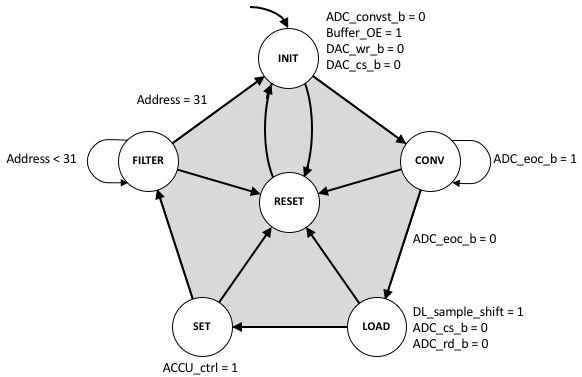 ADC_convst_b = 0
Buffer_OE = 1
DAC_wr_b = 0
DAC_cs_b = 0
INIT
Address = 31
Address < 31
FILTER
CONV
ADC_eoc_b = 1
RESET
ADC_eoc_b = 0
SET
LOAD
DL_sample_shift = 1
ADC_cs_b = 0
ADC_rd_b = 0
ACCU_ctrl = 1